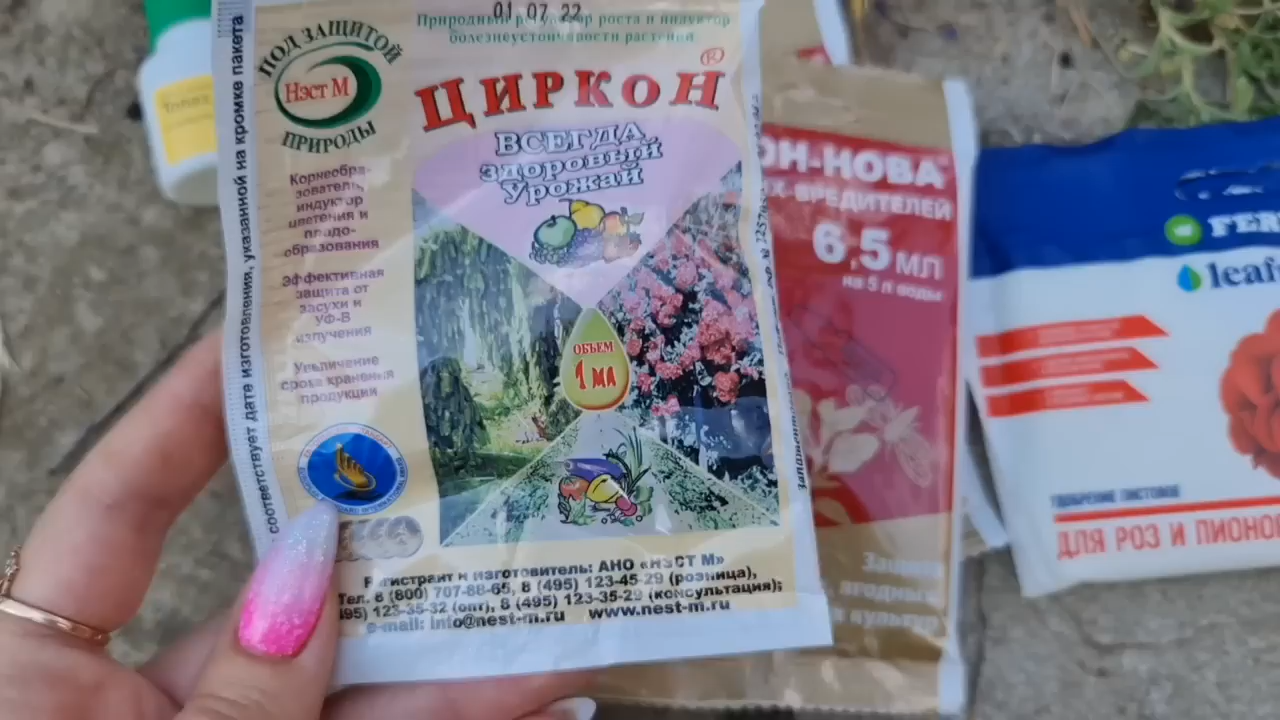 01 07 22
Природный регулятор роста и индуктор
болезнеустойчивости растений
ПОД ЗАЩИТОЙ
Нэст М
ПРИРОДЫ
ЦИРКОН®
ВСЕГДА
здоровый
Урожай
Корнеобра-
зователь,
индуктор
цветения и
плодо-
образования
Эффективная
защита от
засухи и
УФ-В
излучения
Увеличение
срока хранения
продукции
ОБЪЕМ
1 МЛ
Регистрант и изготовитель: АНО «НЭСТ М»
Тел. 8 (800) 707-88-65, 8 (495) 123-45-29 (розница),
495) 123-35-32 (опт), 8 (495) 123-35-29 (консультация);
e-mail: info@nest-m.ru www.nest-m.ru
соответствует дате изготовления, указанной на кромке пакета
ОН-НОВА
Х-ВРЕДИТЕЛЕЙ
6,5 мл
на 5 л воды
FER
leaf
УДОБРЕНИЕ ЛИСТОВОЕ
ДЛЯ РОЗ И ПИОНО